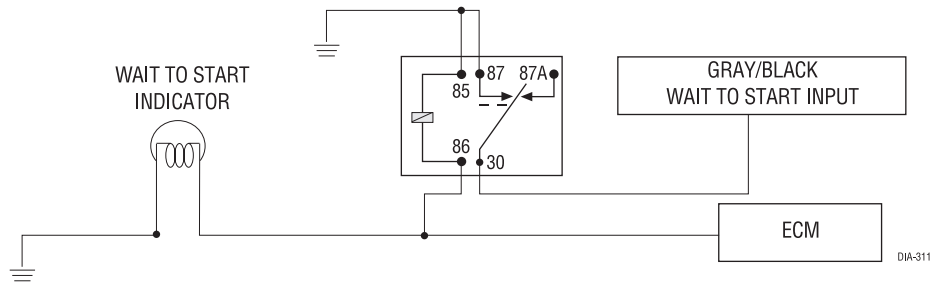 WAIT TO START
INDICATOR
85
87
87A
86
30
GRAY/BLACK
WAIT TO START INPUT
ECM
DIA-311